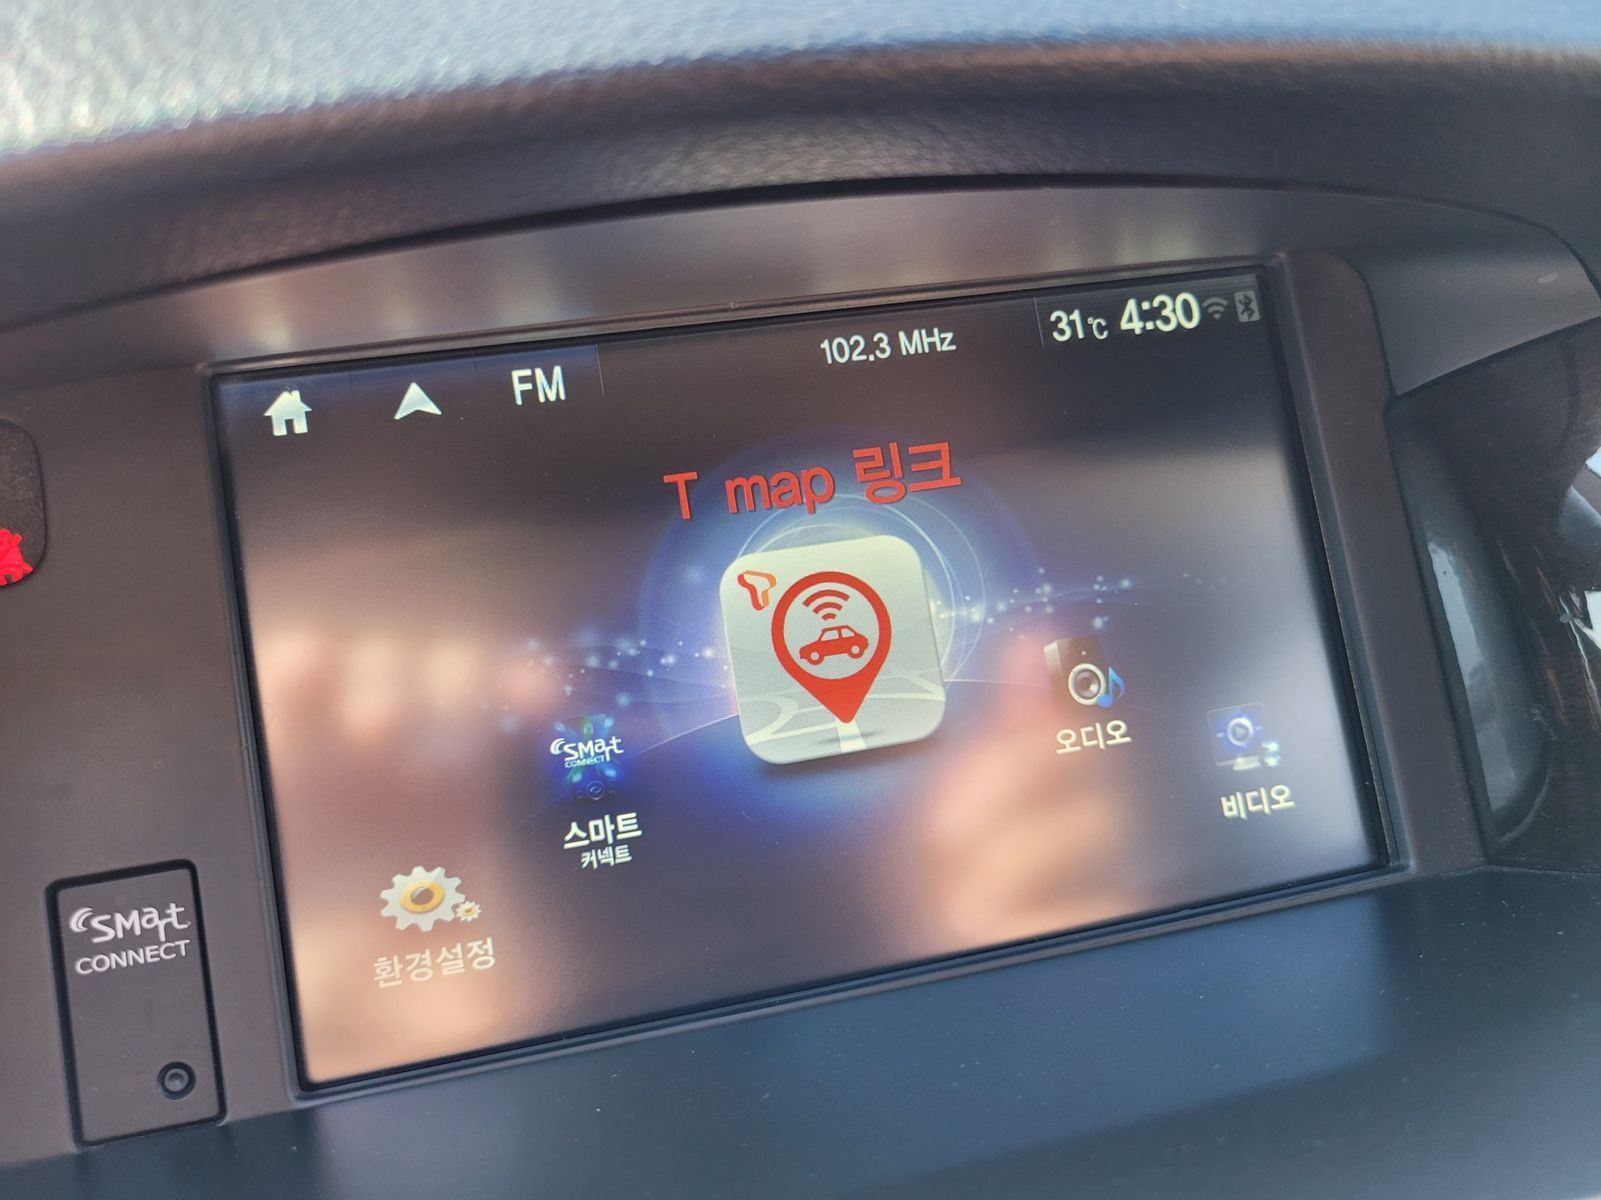 FM
102.3 MHz
31℃ 4:30
T map 링크
SMart
CONNECT
스마트
커넥트
오디오
비디오
환경설정
SMart
CONNECT